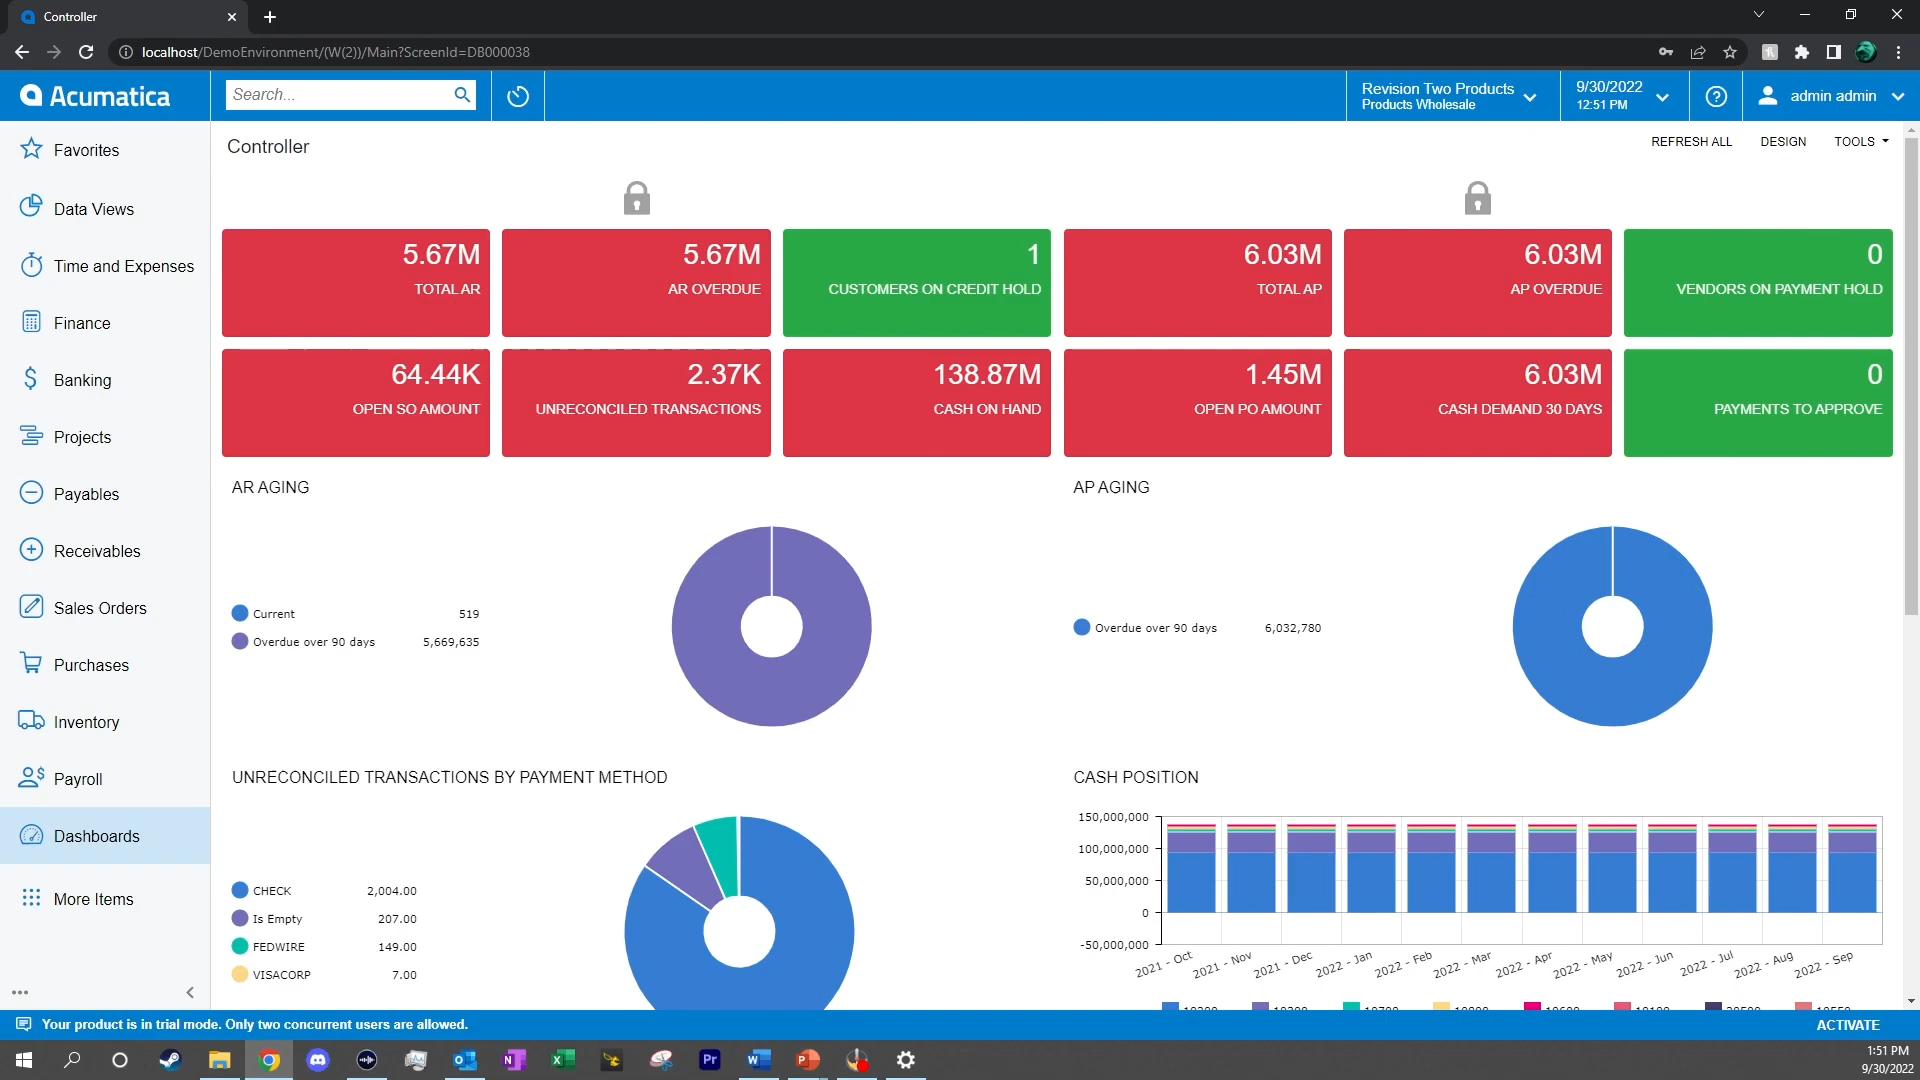 Controller
localhost/DemoEnvironment/(W(2))/Main?ScreenId=DB000038
Acumatica
Search...
Revision Two Products
Products Wholesale
9/30/2022
12:51 PM
admin admin
Favorites
Data Views
Time and Expenses
Finance
Banking
Projects
Payables
Receivables
Sales Orders
Purchases
Inventory
Payroll
Dashboards
More Items
Controller
REFRESH ALL
DESIGN
TOOLS
5.67M
TOTAL AR
5.67M
AR OVERDUE
1
CUSTOMERS ON CREDIT HOLD
6.03M
TOTAL AP
6.03M
AP OVERDUE
0
VENDORS ON PAYMENT HOLD
64.44K
OPEN SO AMOUNT
2.37K
UNRECONCILED TRANSACTIONS
138.87M
CASH ON HAND
1.45M
OPEN PO AMOUNT
6.03M
CASH DEMAND 30 DAYS
0
PAYMENTS TO APPROVE
AR AGING
Current 519
Overdue over 90 days 5,669,635
AP AGING
Overdue over 90 days 6,032,780
UNRECONCILED TRANSACTIONS BY PAYMENT METHOD
CHECK 2,004.00
Is Empty 207.00
FEDWIRE 149.00
VISACORP 7.00
CASH POSITION
150,000,000
100,000,000
50,000,000
0
-50,000,000
2021 - Oct
2021 - Nov
2021 - Dec
2022 - Jan
2022 - Feb
2022 - Mar
2022 - Apr
2022 - May
2022 - Jun
2022 - Jul
2022 - Aug
2022 - Sep
Your product is in trial mode. Only two concurrent users are allowed.
ACTIVATE
1:51 PM
9/30/2022